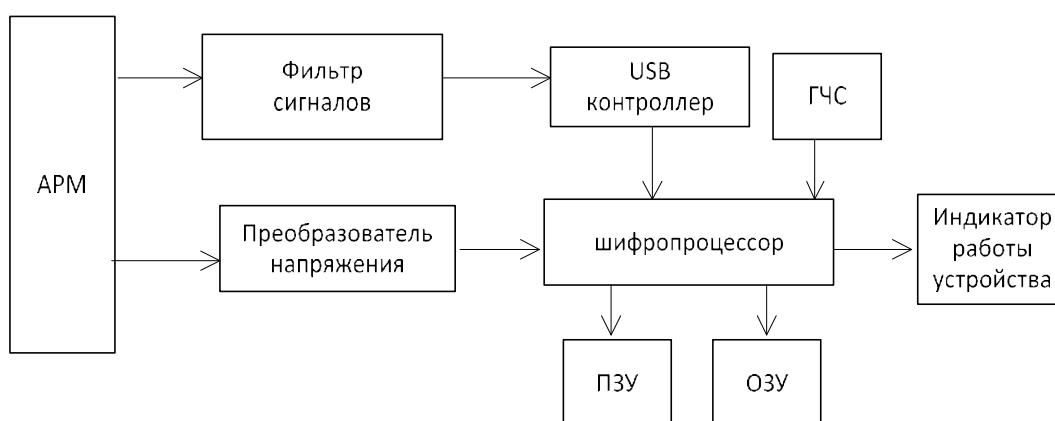 Фильтр
сигналов
USB
контроллер
ГЧС
АРМ
Преобразователь
напряжения
шифропроцессор
Индикатор
работы
устройства
ПЗУ
ОЗУ